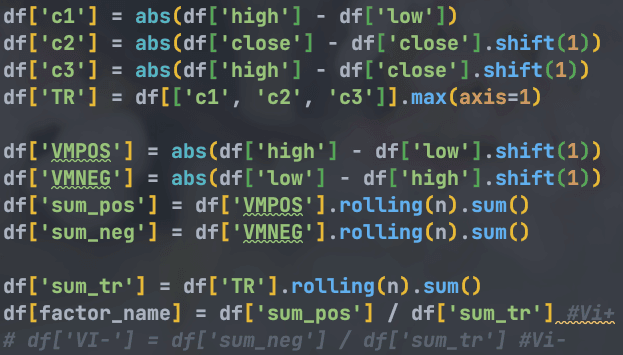 df['c1'] = abs(df['high'] - df['low'])
df['c2'] = abs(df['close'] - df['close'].shift(1))
df['c3'] = abs(df['high'] - df['close'].shift(1))
df['TR'] = df[['c1', 'c2', 'c3']].max(axis=1)

df['VMPOS'] = abs(df['high'] - df['low'].shift(1))
df['VMNEG'] = abs(df['low'] - df['high'].shift(1))
df['sum_pos'] = df['VMPOS'].rolling(n).sum()
df['sum_neg'] = df['VMNEG'].rolling(n).sum()

df['sum_tr'] = df['TR'].rolling(n).sum()
df[factor_name] = df['sum_pos'] / df['sum_tr'] #Vi+
# df['VI-'] = df['sum_neg'] / df['sum_tr'] #Vi-